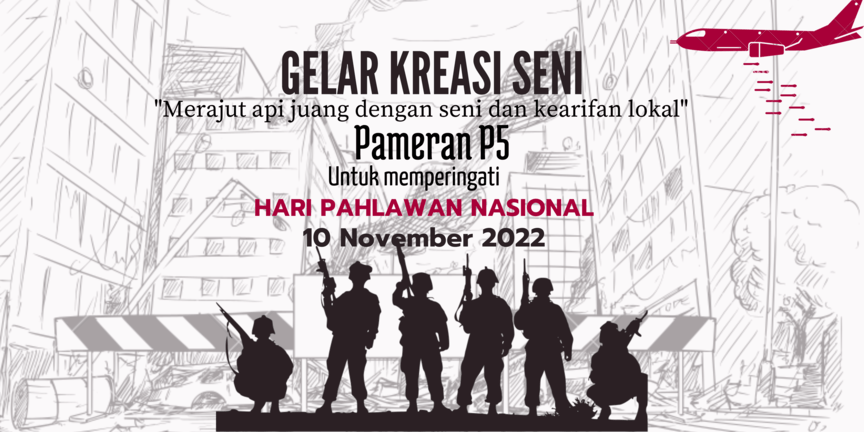 GELAR KREASI SENI
"Merajut api juang dengan seni dan kearifan lokal"
Pameran P5
Untuk memperingati
HARI PAHLAWAN NASIONAL
10 November 2022